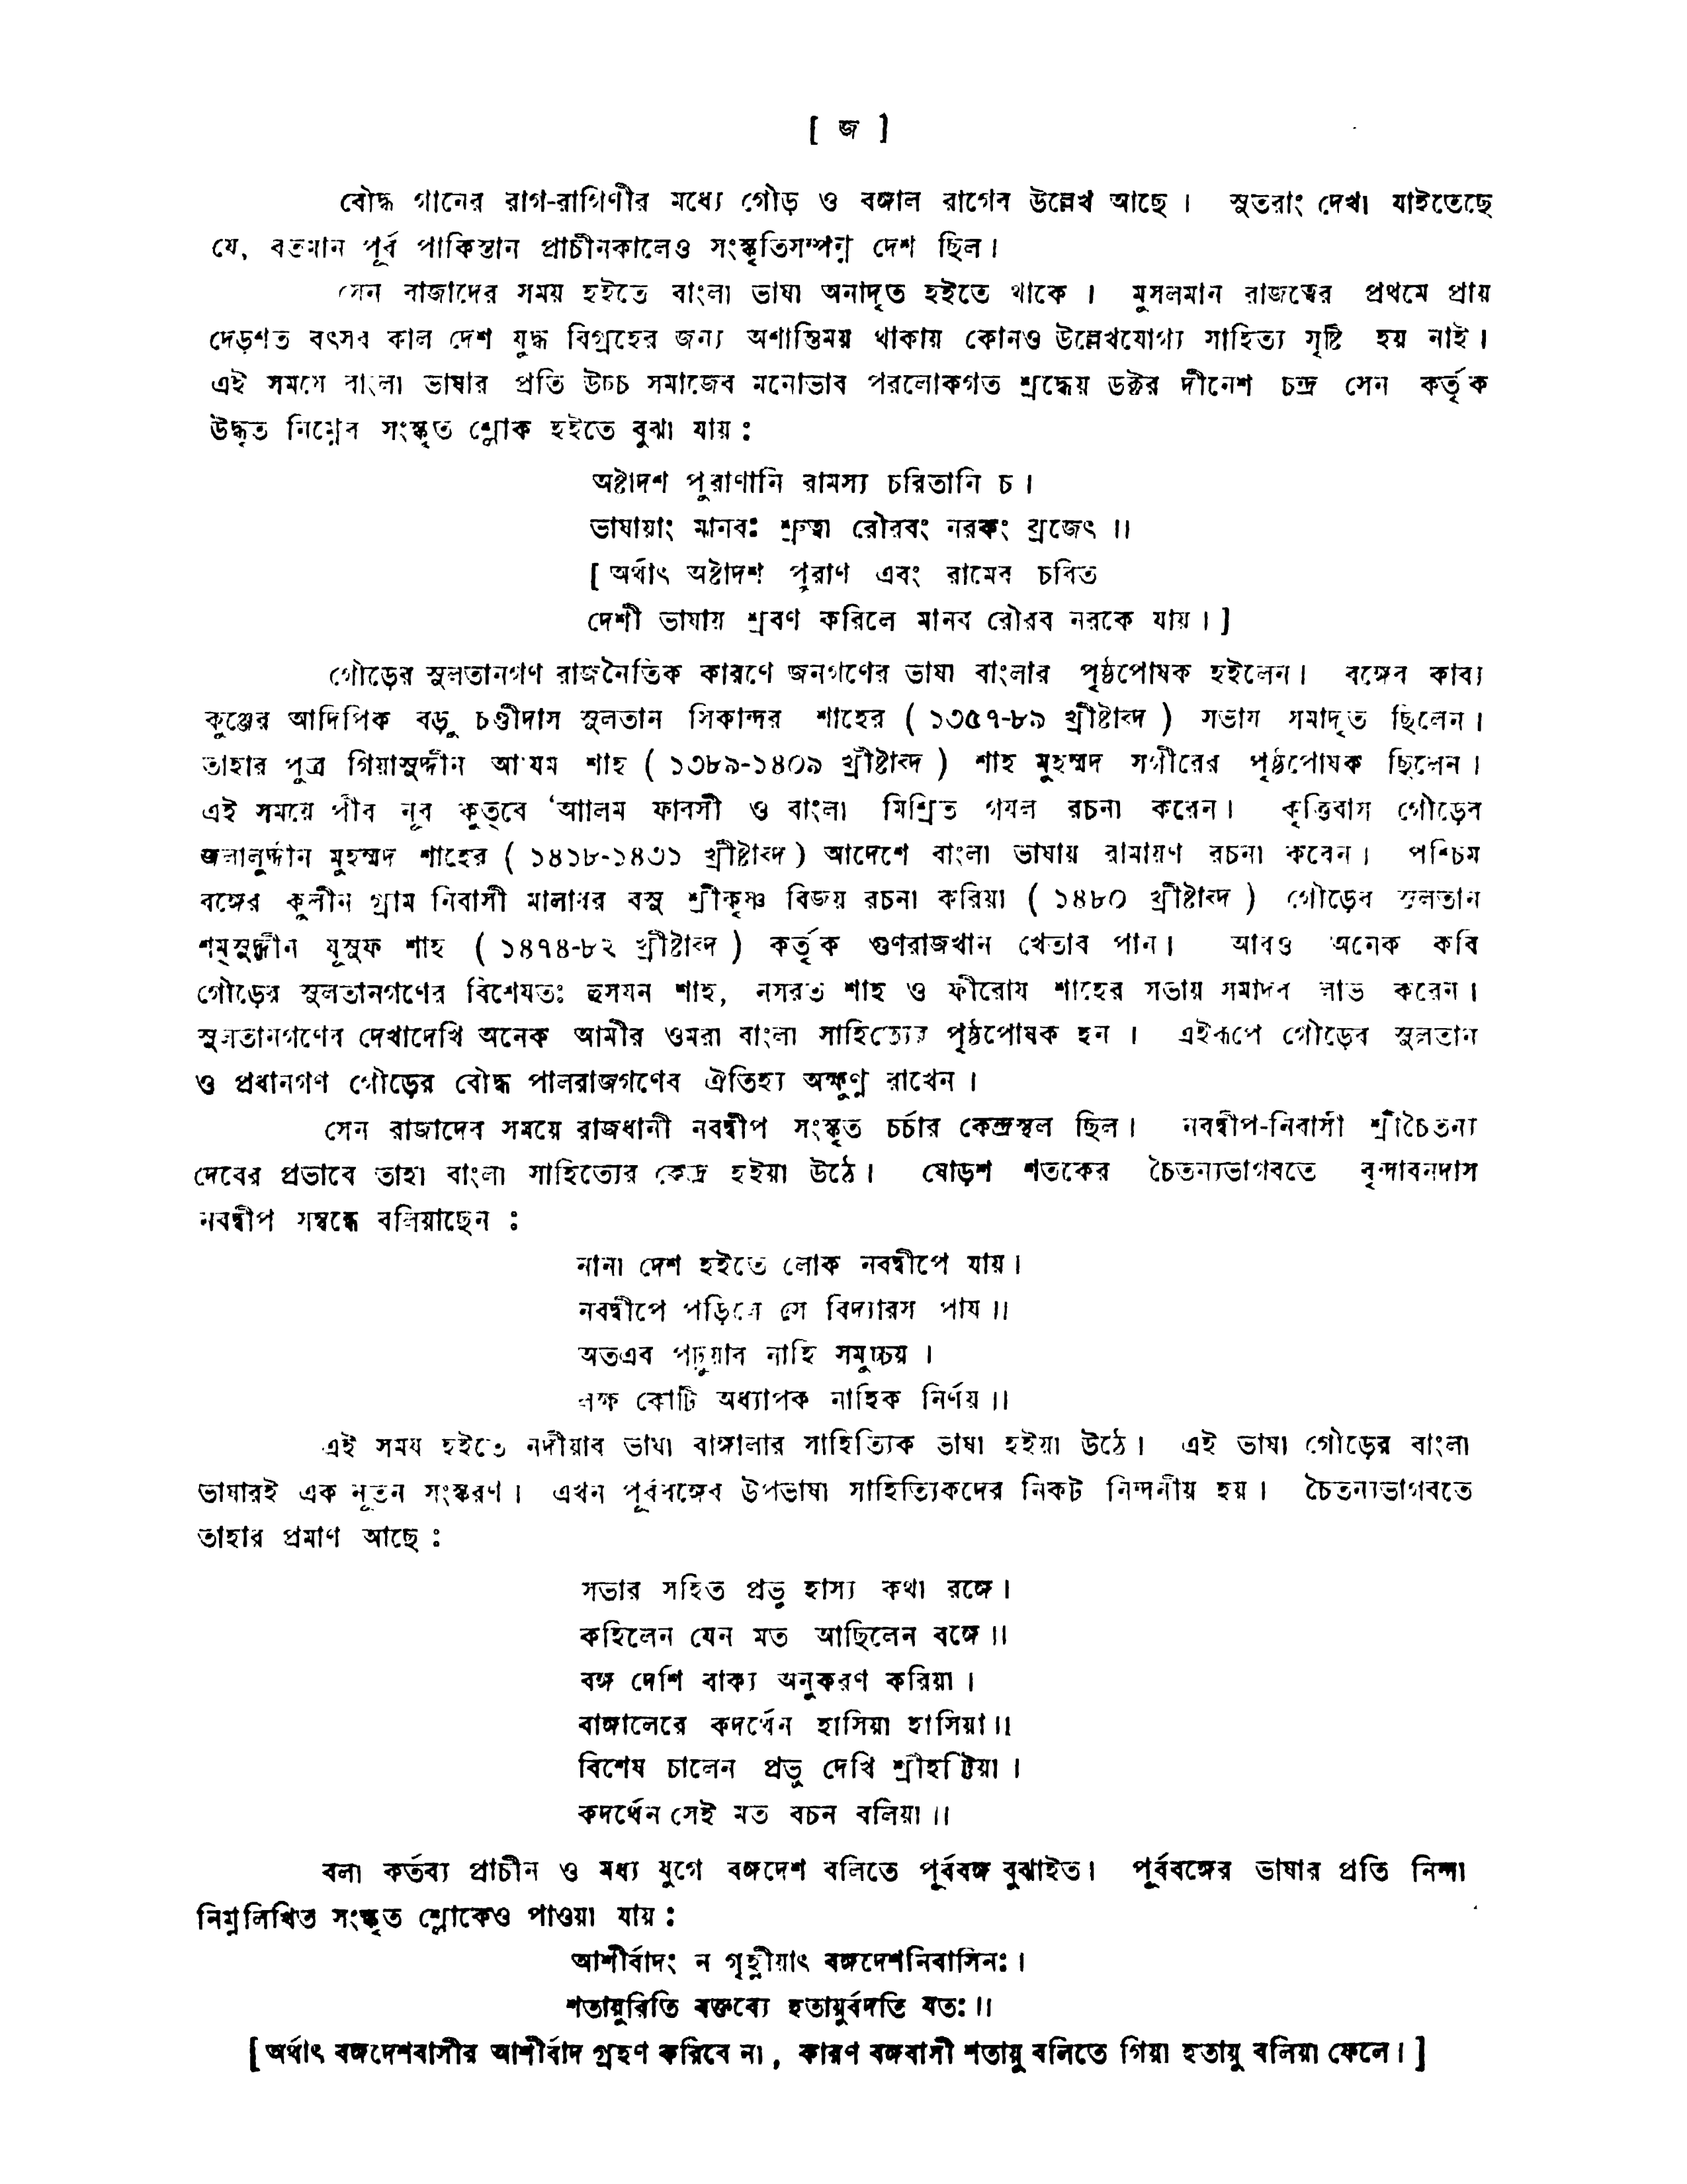 [ জ ]
বৌদ্ধ গানের রাগ-রাগিণীর মধ্যে গৌড় ও বঙ্গাল রাগের উল্লেখ আছে। সুতরাং দেখা যাইতেছে
যে, বর্তমান পূর্ব পাকিস্তান প্রাচীনকালেও সংস্কৃতিসম্পন্ন দেশ ছিল।
সেন রাজাদের সময় হইতে বাংলা ভাষা অনাদৃত হইতে থাকে। মুসলমান রাজত্বের প্রথমে প্রায়
দেড়শত বৎসর কাল দেশ যুদ্ধ বিগ্রহের জন্য অশান্তিময় থাকায় কোনও উল্লেখযোগ্য সাহিত্য সৃষ্টি হয় নাই।
এই সময়ে বাংলা ভাষার প্রতি উচ্চ সমাজের মনোভাব পরলোকগত শ্রদ্ধেয় ডক্টর দীনেশ চন্দ্র সেন কর্তৃক
উদ্ধৃত নিম্নের সংস্কৃত শ্লোক হইতে বুঝা যায় :
অষ্টাদশ পুরাণানি রামস্য চরিতানি চ।
ভাষায়াং মানবঃ শ্রুত্বা রৌরবং নরকং ব্রজেৎ॥
[ অর্থাৎ অষ্টাদশ পুরাণ এবং রামের চরিত
দেশী ভাষায় শ্রবণ করিলে মানব রৌরব নরকে যায়। ]
গৌড়ের সুলতানগণ রাজনৈতিক কারণে জনগণের ভাষা বাংলার পৃষ্ঠপোষক হইলেন। বঙ্গের কাব্য
কুঞ্জের আদিপিক বড়ু চণ্ডীদাস সুলতান সিকান্দর শাহের ( ১৩৫৭-৮৯ খ্রীষ্টাব্দ ) সভায় সমাদৃত ছিলেন।
তাহার পুত্র গিয়াসুদ্দীন আ'যম শাহ ( ১৩৮৯-১৪০৯ খ্রীষ্টাব্দ ) শাহ মুহম্মদ সগীরের পৃষ্ঠপোষক ছিলেন।
এই সময়ে পীর নূর কুত্‌বে 'আলিম ফারসী ও বাংলা মিশ্রিত গযল রচনা করেন। কৃত্তিবাস গৌড়ের
জলালুদ্দীন মুহম্মদ শাহের ( ১৪১৮-১৪৩১ খ্রীষ্টাব্দ ) আদেশে বাংলা ভাষায় রামায়ণ রচনা করেন। পশ্চিম
বঙ্গের কুলীন গ্রাম নিবাসী মালাধর বসু শ্রীকৃষ্ণ বিজয় রচনা করিয়া ( ১৪৮০ খ্রীষ্টাব্দ ) গৌড়ের সুলতান
শম্‌সুদ্দীন যূসুফ শাহ ( ১৪৭৪-৮২ খ্রীষ্টাব্দ ) কর্তৃক গুণরাজখান খেতাব পান। আরও অনেক কবি
গৌড়ের সুলতানগণের বিশেষতঃ হুসয়ন শাহ, নসরত শাহ ও ফীরোয শাহের সভায় সমাদর লাভ করেন।
সুলতানগণের দেখাদেখি অনেক আমীর ওমরা বাংলা সাহিত্যের পৃষ্ঠপোষক হন। এইরূপে গৌড়ের সুলতান
ও প্রধানগণ গৌড়ের বৌদ্ধ পালরাজগণের ঐতিহ্য অক্ষুণ্ণ রাখেন।
সেন রাজাদের সময়ে রাজধানী নবদ্বীপ সংস্কৃত চর্চার কেন্দ্রস্থল ছিল। নবদ্বীপ-নিবাসী শ্রীচৈতন্য
দেবের প্রভাবে তাহা বাংলা সাহিত্যের কেন্দ্র হইয়া উঠে। ষোড়শ শতকের চৈতন্যভাগবতে বৃন্দাবনদাস
নবদ্বীপ সম্বন্ধে বলিয়াছেন :
নানা দেশ হইতে লোক নবদ্বীপে যায়।
নবদ্বীপে পড়িলে সে বিদ্যারস পায়॥
অতএব পঢ়ুয়ার নাহি সমুচ্চয়।
লক্ষ কোটি অধ্যাপক নাহিক নির্ণয়॥
এই সময় হইতে নদীয়ার ভাষা বাঙ্গালার সাহিত্যিক ভাষা হইয়া উঠে। এই ভাষা গৌড়ের বাংলা
ভাষারই এক নূতন সংস্করণ। এখন পূর্ববঙ্গের উপভাষা সাহিত্যিকদের নিকট নিন্দনীয় হয়। চৈতন্যভাগবতে
তাহার প্রমাণ আছে :
সভার সহিত প্রভু হাস্য কথা রঙ্গে।
কহিলেন যেন মত আছিলেন বঙ্গে॥
বঙ্গ দেশি বাক্য অনুকরণ করিয়া।
বাঙ্গালেরে কদর্থেন হাসিয়া হাসিয়া॥
বিশেষ চালেন প্রভু দেখি শ্রীহট্টিয়া।
কদর্থেন সেই মত বচন বলিয়া॥
বলা কর্তব্য প্রাচীন ও মধ্য যুগে বঙ্গদেশ বলিতে পূর্ববঙ্গ বুঝাইত। পূর্ববঙ্গের ভাষার প্রতি নিন্দা
নিম্নলিখিত সংস্কৃত শ্লোকেও পাওয়া যায় :
আশীর্বাদং ন গৃহ্ণীয়াৎ বঙ্গদেশনিবাসিনঃ।
শতায়ুরিতি বক্তব্যে হতায়ুর্বদতি যতঃ॥
[ অর্থাৎ বঙ্গদেশবাসীর আশীর্বাদ গ্রহণ করিবে না, কারণ বঙ্গবাসী শতায়ু বলিতে গিয়া হতায়ু বলিয়া ফেলে। ]